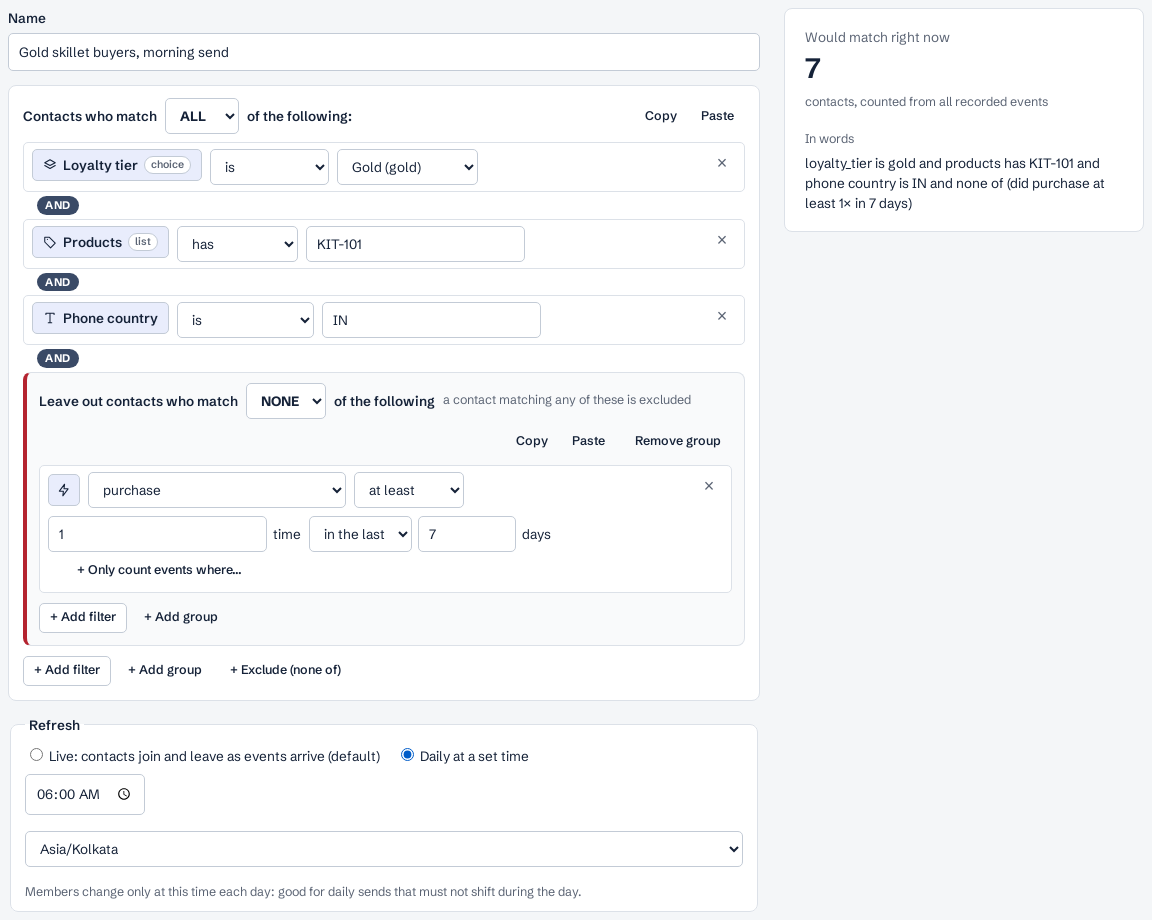 Name
Gold skillet buyers, morning send
Contacts who match ALL of the following:
Copy Paste
Loyalty tier choice is Gold (gold) ×
AND
Products list has KIT-101 ×
AND
Phone country is IN ×
AND
Leave out contacts who match NONE of the following a contact matching any of these is excluded
Copy Paste Remove group
purchase at least ×
1 time in the last 7 days
+ Only count events where...
+ Add filter + Add group
+ Add filter + Add group + Exclude (none of)
Refresh
Live: contacts join and leave as events arrive (default) Daily at a set time
06:00 AM
Asia/Kolkata
Members change only at this time each day: good for daily sends that must not shift during the day.
Would match right now
7
contacts, counted from all recorded events
In words
loyalty_tier is gold and products has KIT-101 and
phone country is IN and none of (did purchase at
least 1× in 7 days)